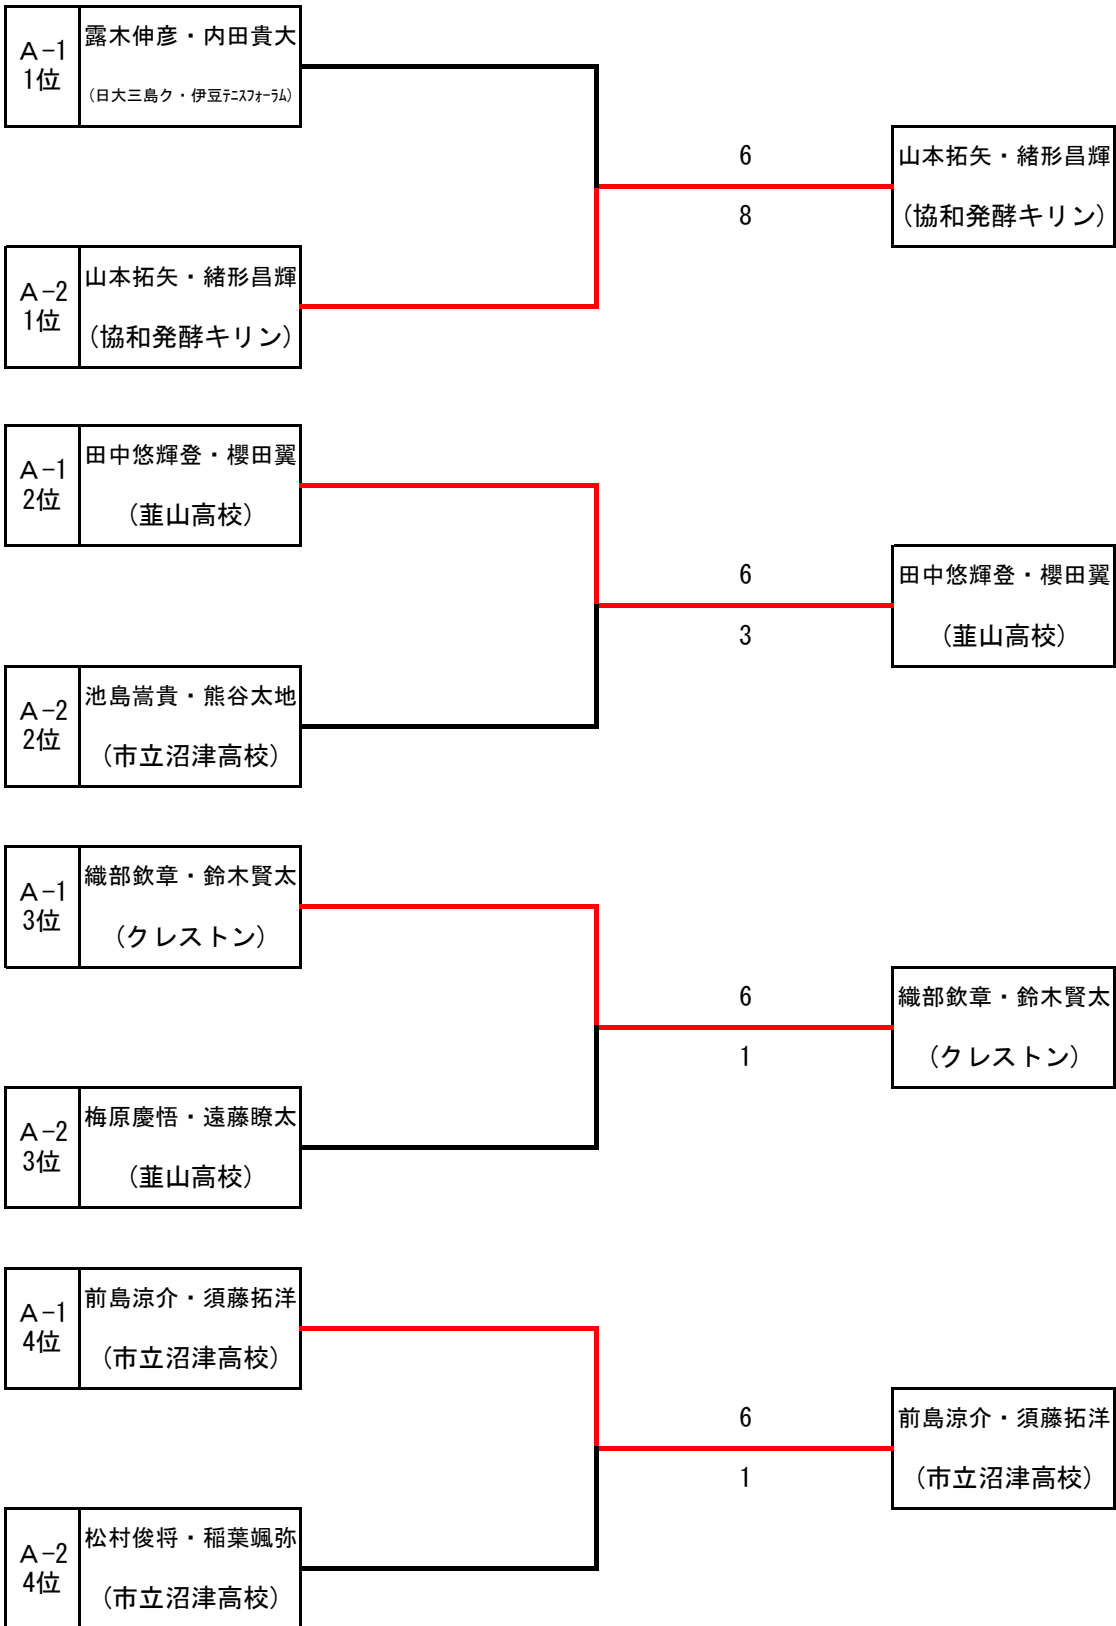 A-1
1位
露木伸彦・内田貴大
(日大三島ク・伊豆ﾃﾆｽﾌｫｰﾗﾑ)
6
8
山本拓矢・緒形昌輝
(協和発酵キリン)
A-2
1位
山本拓矢・緒形昌輝
(協和発酵キリン)
A-1
2位
田中悠輝登・櫻田翼
(韮山高校)
6
3
田中悠輝登・櫻田翼
(韮山高校)
A-2
2位
池島嵩貴・熊谷太地
(市立沼津高校)
A-1
3位
織部欽章・鈴木賢太
(クレストン)
6
1
織部欽章・鈴木賢太
(クレストン)
A-2
3位
梅原慶悟・遠藤瞭太
(韮山高校)
A-1
4位
前島涼介・須藤拓洋
(市立沼津高校)
6
1
前島涼介・須藤拓洋
(市立沼津高校)
A-2
4位
松村俊将・稲葉颯弥
(市立沼津高校)